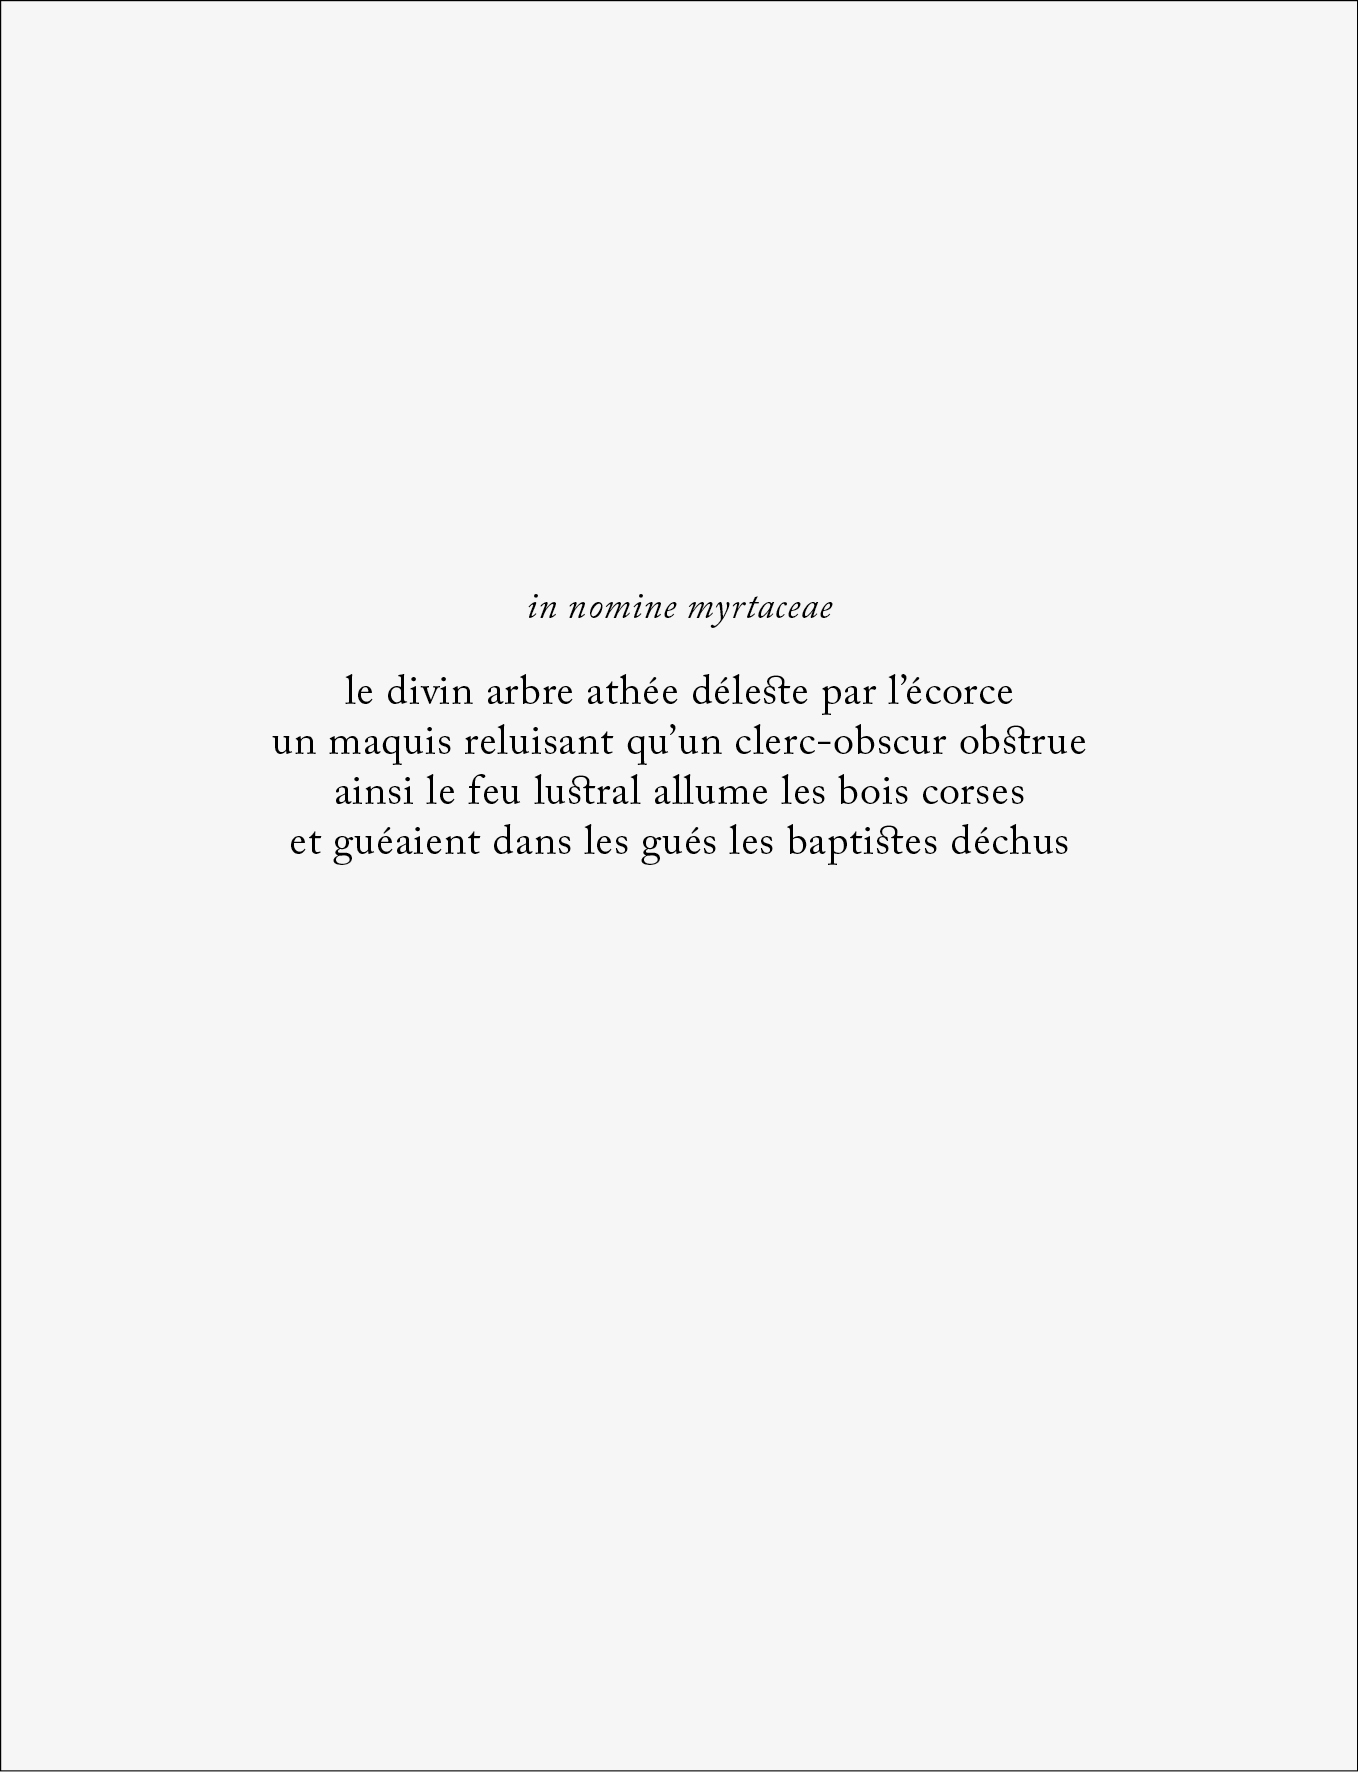 in nomine myrtaceae
le divin arbre athée déleste par l’écorce
un maquis reluisant qu’un clerc-obscur obstrue
ainsi le feu lustral allume les bois corses
et guéaient dans les gués les baptistes déchus